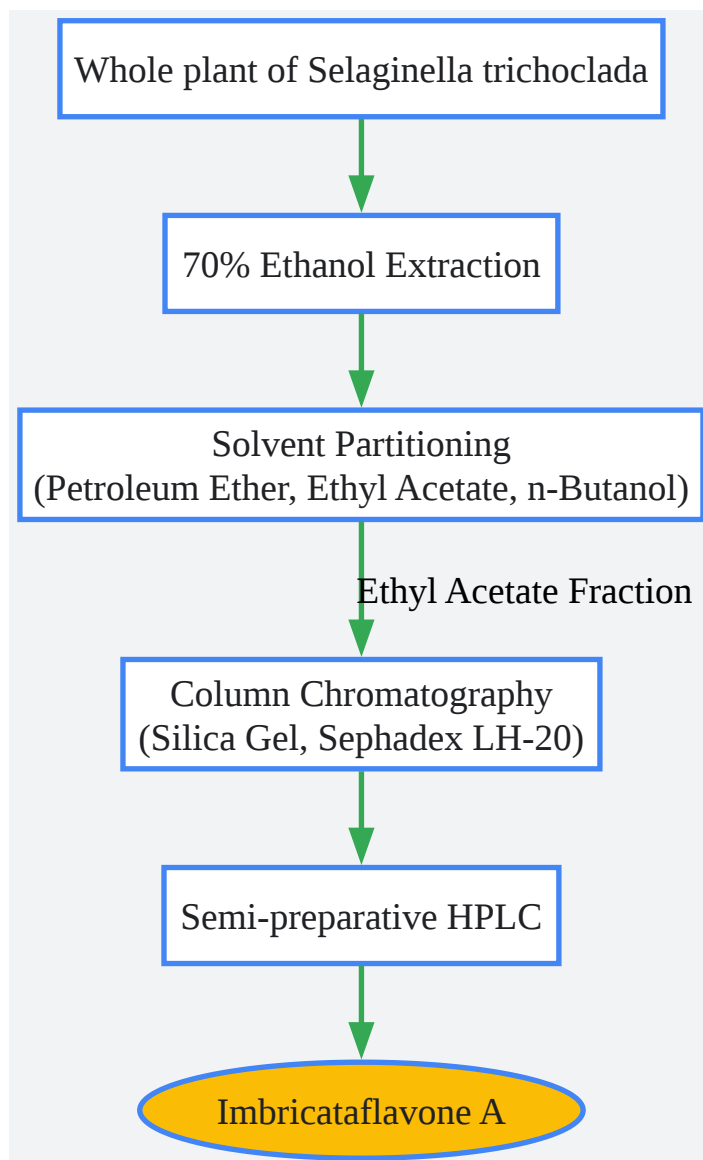 Whole plant of Selaginella trichoclada
70% Ethanol Extraction
Solvent Partitioning
(Petroleum Ether, Ethyl Acetate, n-Butanol)
Ethyl Acetate Fraction
Column Chromatography
(Silica Gel, Sephadex LH-20)
Semi-preparative HPLC
Imbricataflavone A